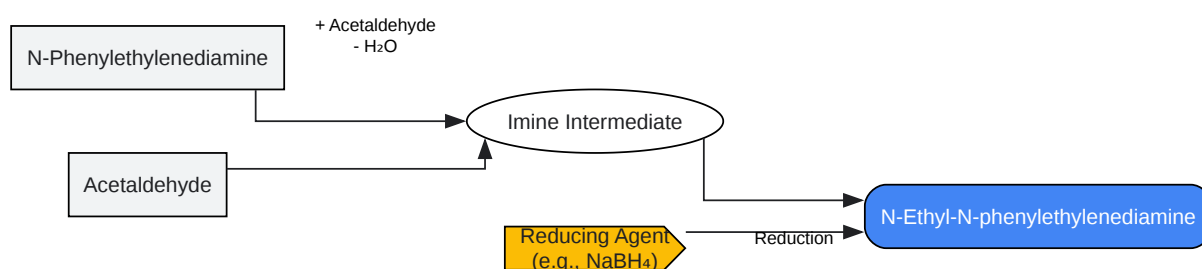 + Acetaldehyde
- H₂O
N-Phenylethylenediamine
Imine Intermediate
Acetaldehyde
N-Ethyl-N-phenylethylenediamine
Reducing Agent
(e.g., NaBH₄)
Reduction